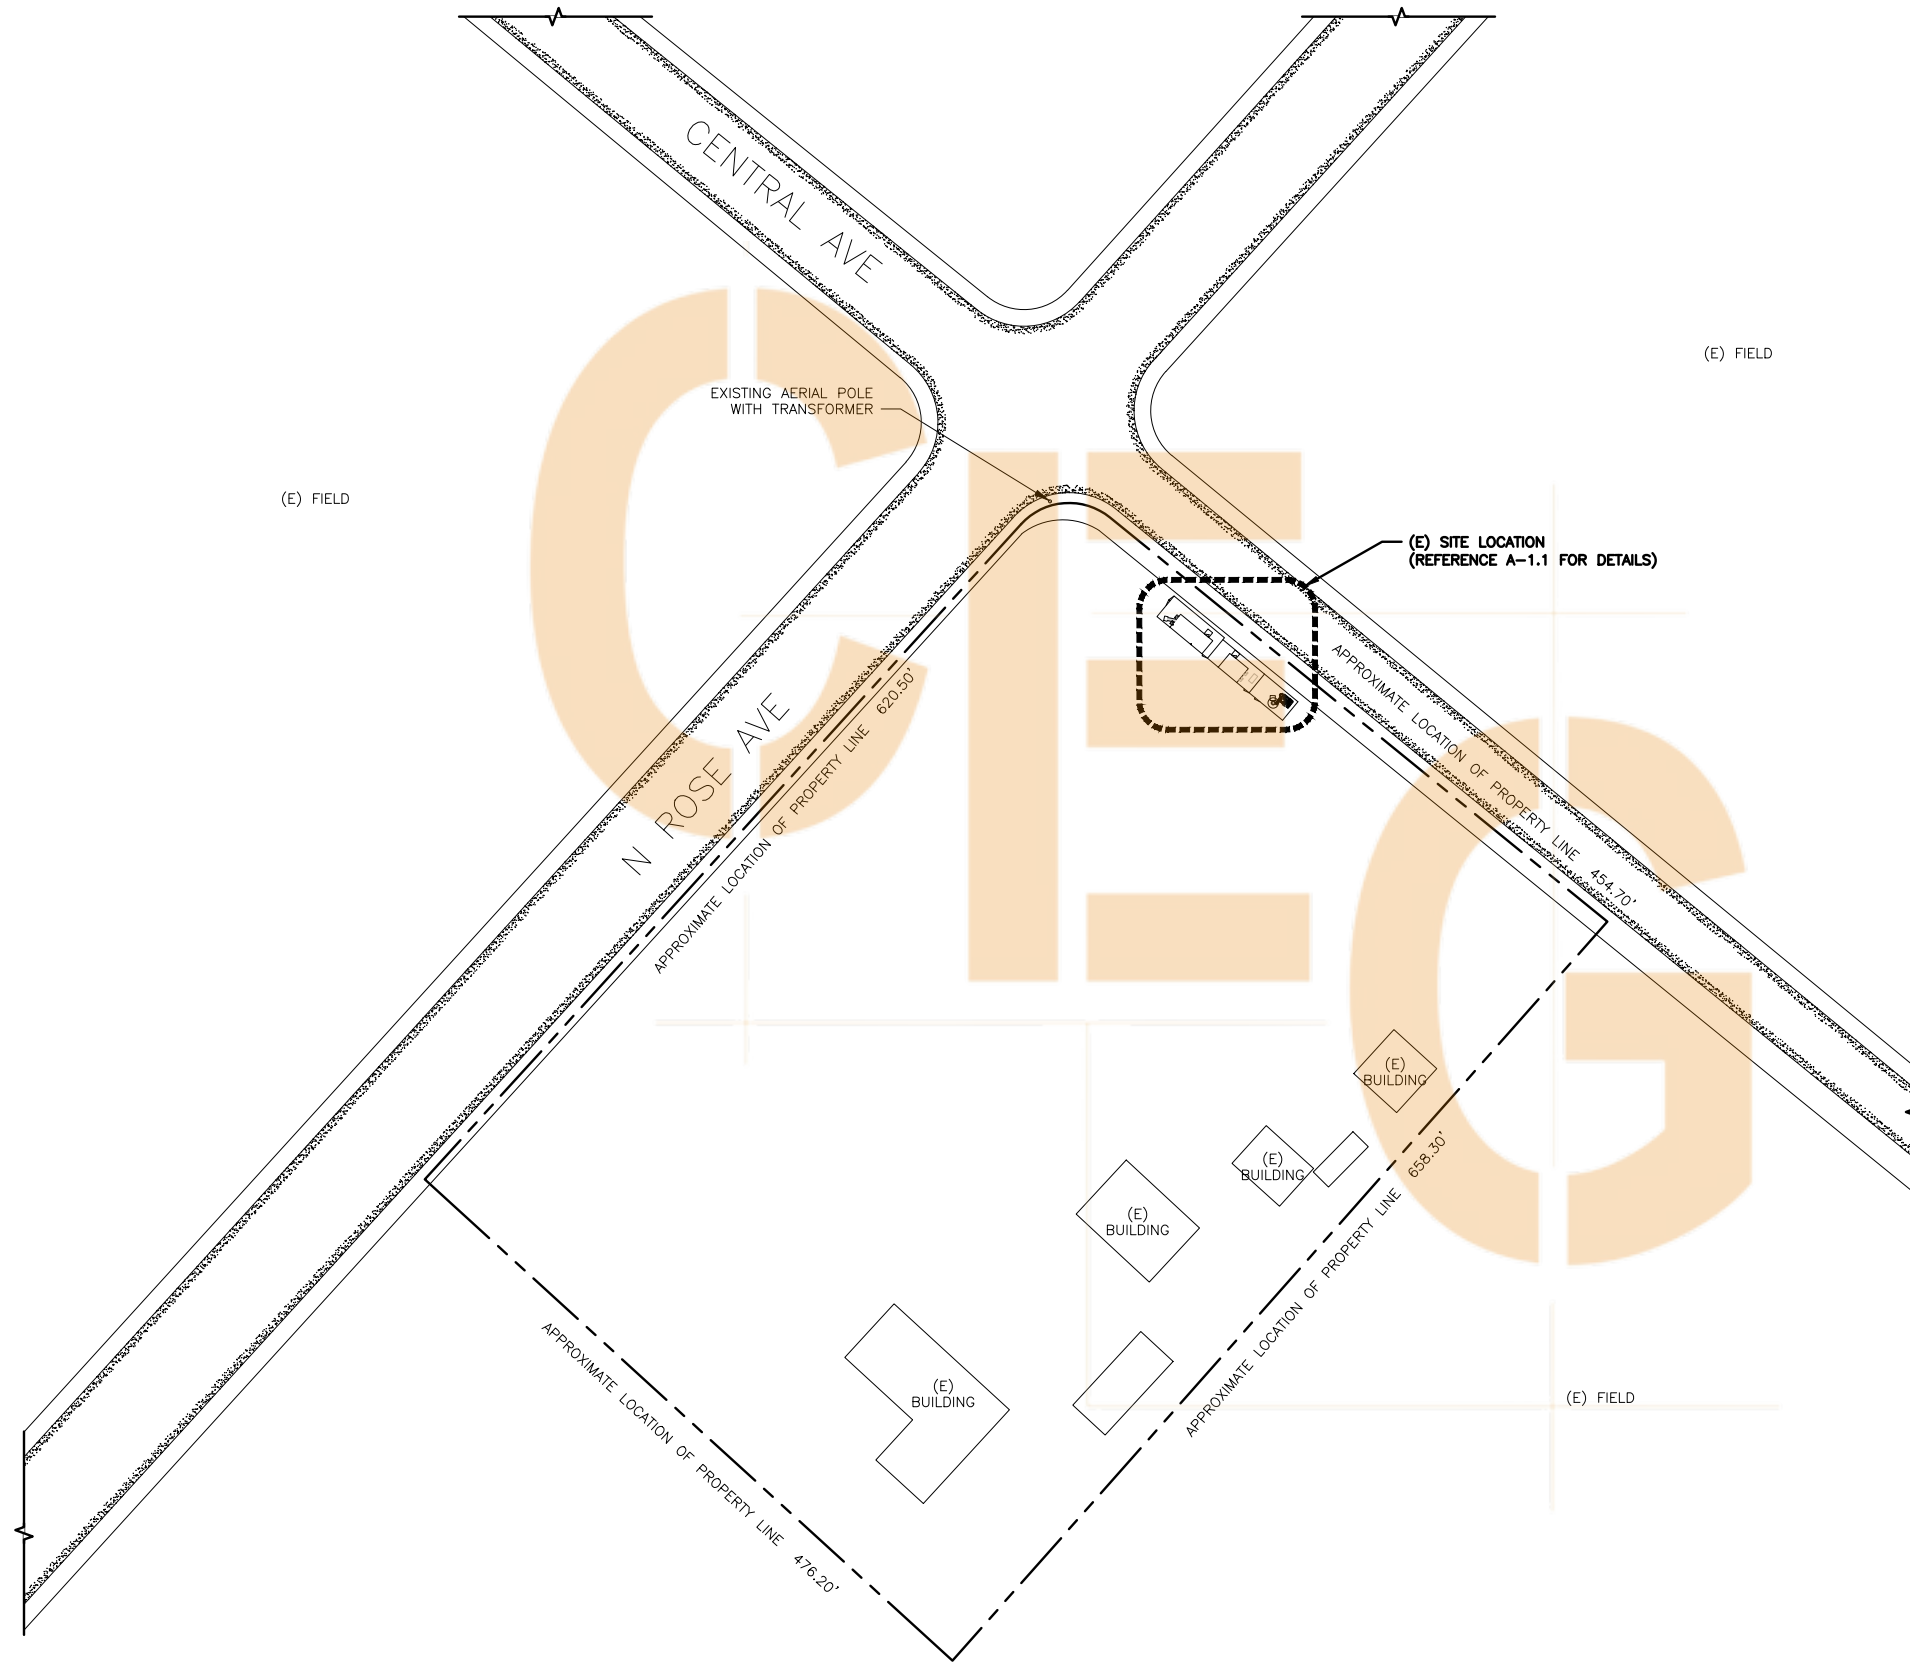 CENTRAL AVE
(E) FIELD
EXISTING AERIAL POLE
WITH TRANSFORMER
(E) FIELD
(E) SITE LOCATION
(REFERENCE A-1.1 FOR DETAILS)
N ROSE AVE
APPROXIMATE LOCATION OF PROPERTY LINE 620.50'
APPROXIMATE LOCATION OF PROPERTY LINE 454.70'
CEG
(E)
BUILDING
(E)
BUILDING
(E)
BUILDING
(E)
BUILDING
APPROXIMATE LOCATION OF PROPERTY LINE 658.30'
APPROXIMATE LOCATION OF PROPERTY LINE 476.20'
(E) FIELD